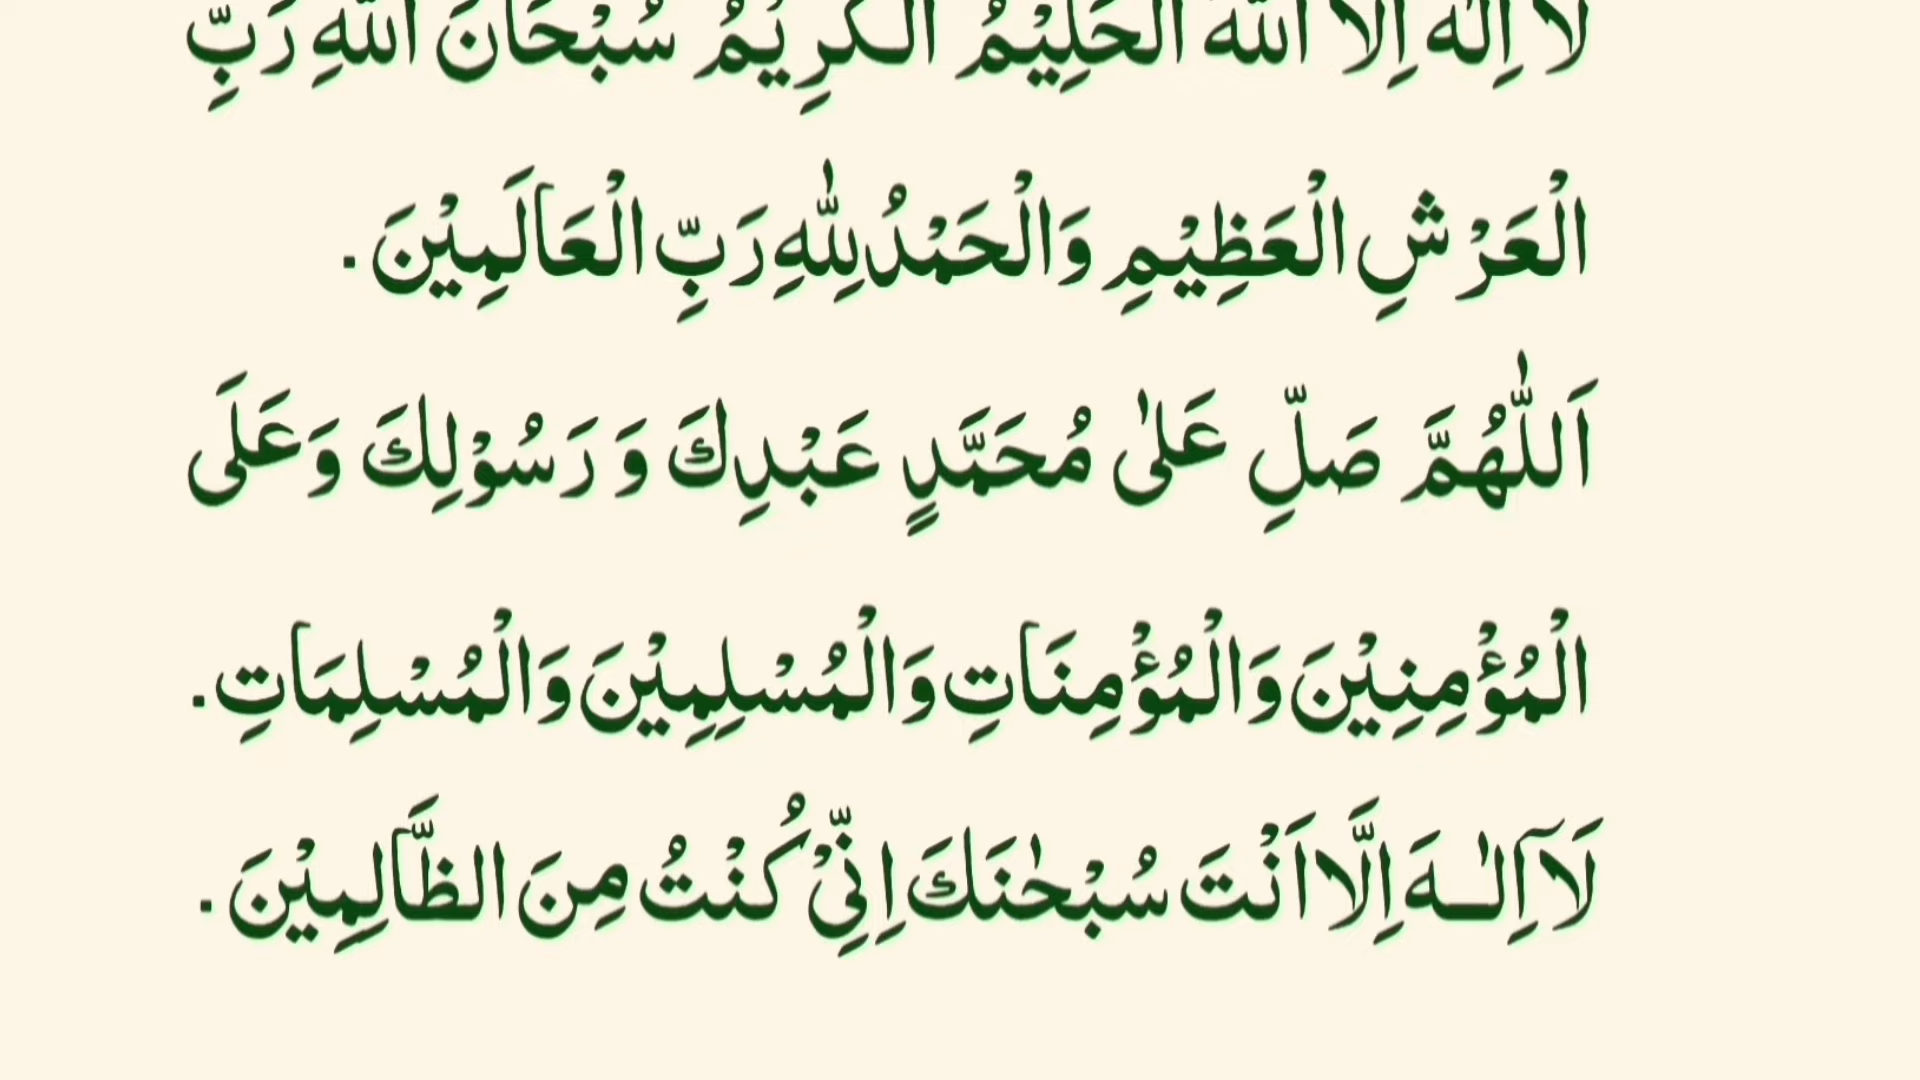 لَا اِلٰهَ اِلَّا اللّٰهُ الْحَلِيْمُ الْكَرِيْمُ سُبْحَانَ اللّٰهِ رَبِّ
الْعَرْشِ الْعَظِيْمِ وَالْحَمْدُ لِلّٰهِ رَبِّ الْعَالَمِيْنَ .
اَللّٰهُمَّ صَلِّ عَلٰى مُحَمَّدٍ عَبْدِكَ وَ رَسُوْلِكَ وَعَلَى
الْمُؤْمِنِيْنَ وَالْمُؤْمِنَاتِ وَالْمُسْلِمِيْنَ وَالْمُسْلِمَاتِ .
لَآ اِلٰـهَ اِلَّا اَنْتَ سُبْحٰنَكَ اِنِّيْ كُنْتُ مِنَ الظَّالِمِيْنَ .